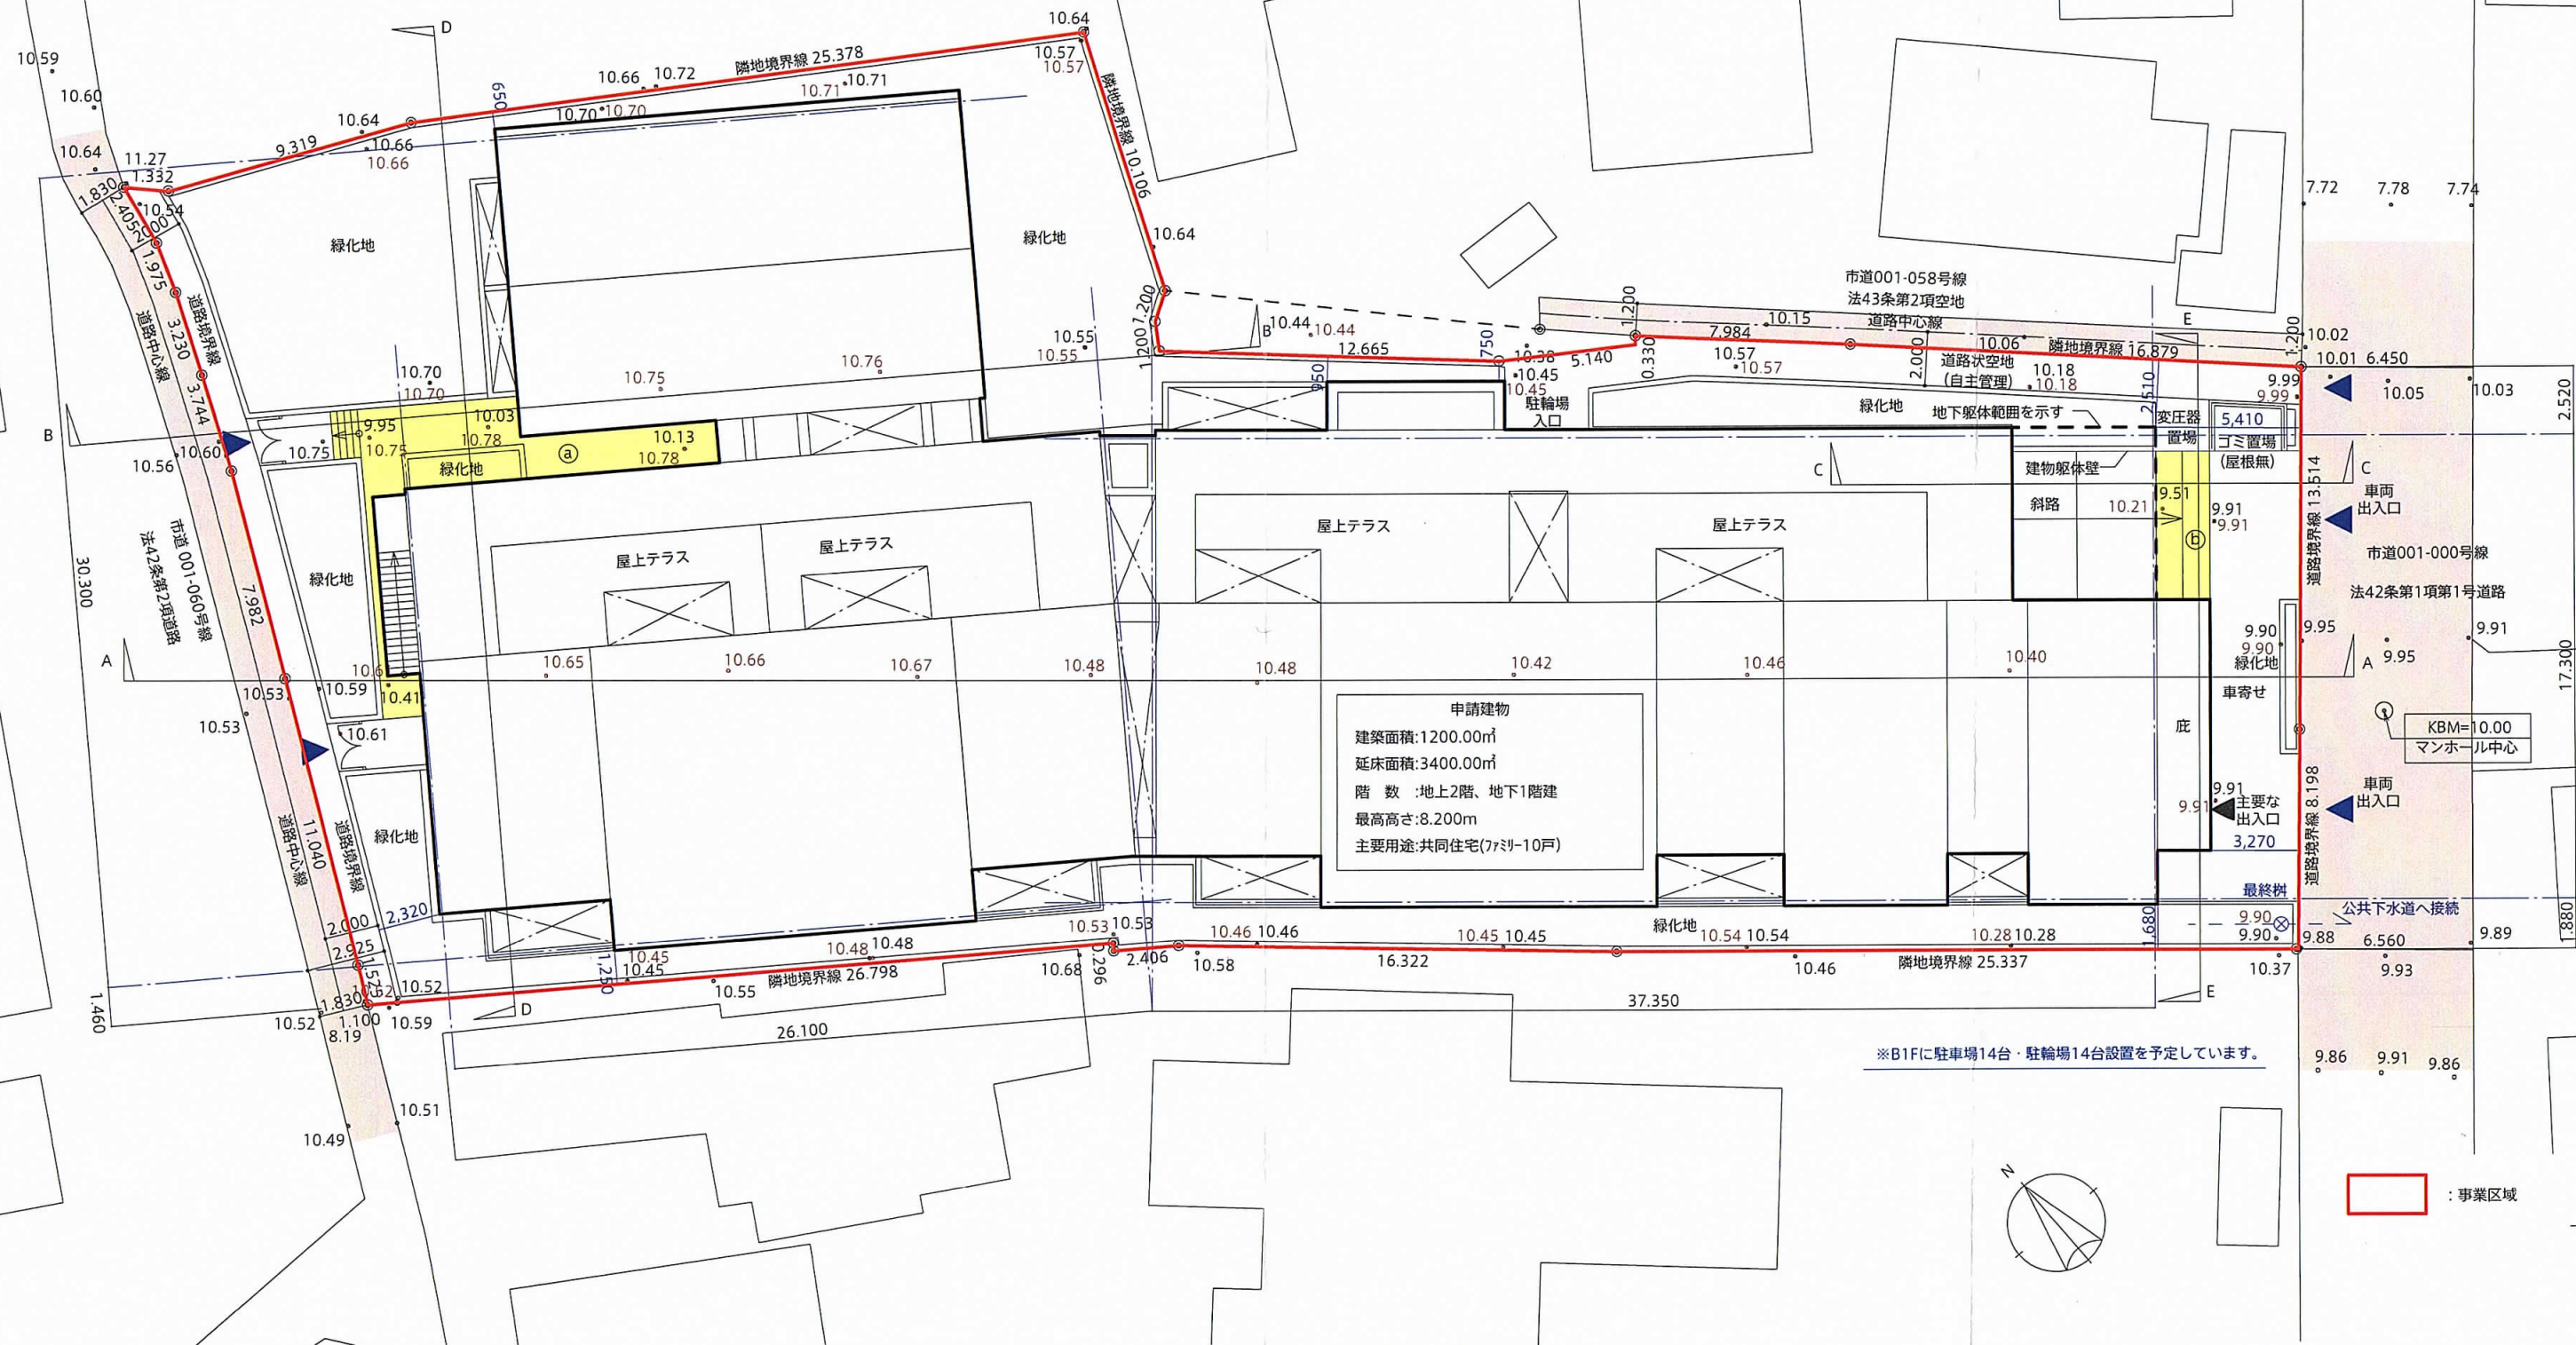 10.59
10.60
10.64
11.27
1.332
1.830
2.405
10.54
2.000
1.975
3.230
3.744
道路境界線
道路中心線
9.319
10.64
10.66
10.66
D
650
10.66
10.72
隣地境界線 25.378
10.70
10.70
10.71
10.71
10.64
10.57
10.57
隣地境界線 10.106
10.64
緑化地
緑化地
1.200
1200
B
10.44
10.44
10.55
10.55
12.665
950
750
10.38
10.45
10.45
5.140
駐輪場
入口
0.330
1.200
市道001-058号線
法43条第2項空地
道路中心線
10.15
7.984
10.57
10.57
2.000
10.06
道路状空地
(自主管理)
隣地境界線 16.879
10.18
10.18
2,510
E
1.200
10.02
10.01
6.450
9.99
9.99
10.05
10.03
2.520
7.72
7.78
7.74
緑化地
地下躯体範囲を示す
変圧器
置場
5,410
ゴミ置場
(屋根無)
建物躯体壁
C
C
斜路
10.21
9.51
9.91
9.91
ⓑ
道路境界線 13.514
車両
出入口
市道001-000号線
法42条第1項第1号道路
B
10.70
10.70
9.95
10.75
10.75
10.03
10.78
緑化地
ⓐ
10.13
10.78
10.75
10.76
10.56
10.60
市道 001-060号線
法42条第2項道路
30.300
7.982
緑化地
屋上テラス
屋上テラス
屋上テラス
屋上テラス
A
10.53
10.59
10.41
10.65
10.66
10.67
10.48
10.48
10.42
10.46
10.40
9.90
9.90
緑化地
9.95
9.95
9.91
A
17.300
車寄せ
庇
KBM=10.00
マンホール中心
10.53
10.61
申請建物
建築面積:1200.00㎡
延床面積:3400.00㎡
階　数　:地上2階、地下1階建
最高高さ:8.200m
主要用途:共同住宅(ﾌｧﾐﾘｰ10戸)
9.91
9.91
主要な
出入口
3,270
道路境界線 8.198
車両
出入口
道路中心線
11.040
道路境界線
緑化地
2.000
2,320
2.925
1.525
1.460
1.830
10.52
10.52
1.100
10.59
8.19
1,250
10.45
10.45
10.55
隣地境界線 26.798
10.48
10.48
10.53
10.53
10.68
0.296
2.406
10.46
10.46
10.58
16.322
10.45
10.45
緑化地
10.54
10.54
10.46
隣地境界線 25.337
10.28
10.28
1,680
最終桝
公共下水道へ接続
9.90
9.90
9.88
6.560
9.89
1.880
10.37
9.93
D
E
26.100
37.350
※B1Fに駐車場14台・駐輪場14台設置を予定しています。
9.86
9.91
9.86
10.51
10.49
N
：事業区域